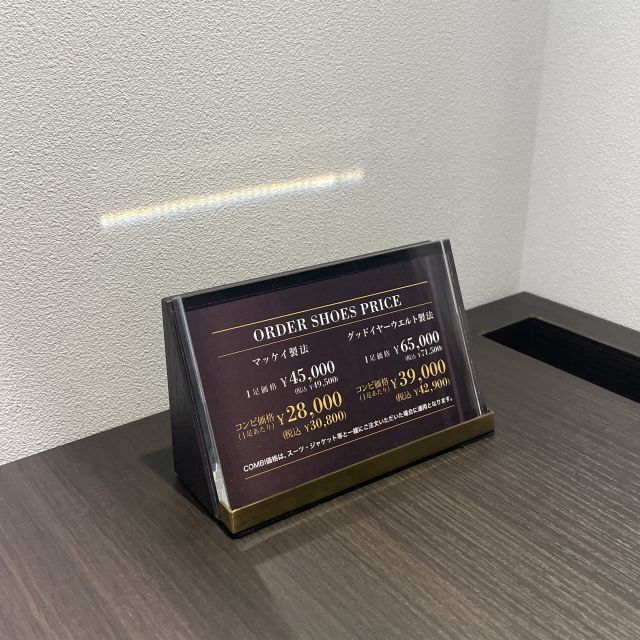 ORDER SHOES PRICE
マッケイ製法
1足価格 ¥45,000
(税込 ¥49,500)
コンビ価格 ¥28,000
(1足あたり) (税込 ¥30,800)
グッドイヤーウエルト製法
1足価格 ¥65,000
(税込 ¥71,500)
コンビ価格 ¥39,000
(1足あたり) (税込 ¥42,900)
COMBI価格は、スーツ・ジャケット等と一緒にご注文いただいた場合に適用となります。